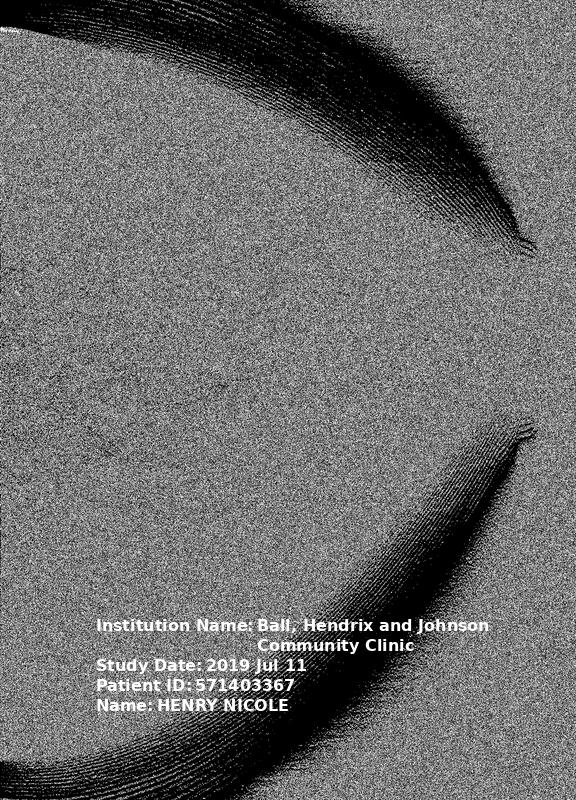 Institution Name: Ball, Hendrix and Johnson
Community Clinic
Study Date: 2019 Jul 11
Patient ID: 571403367
Name: HENRY NICOLE